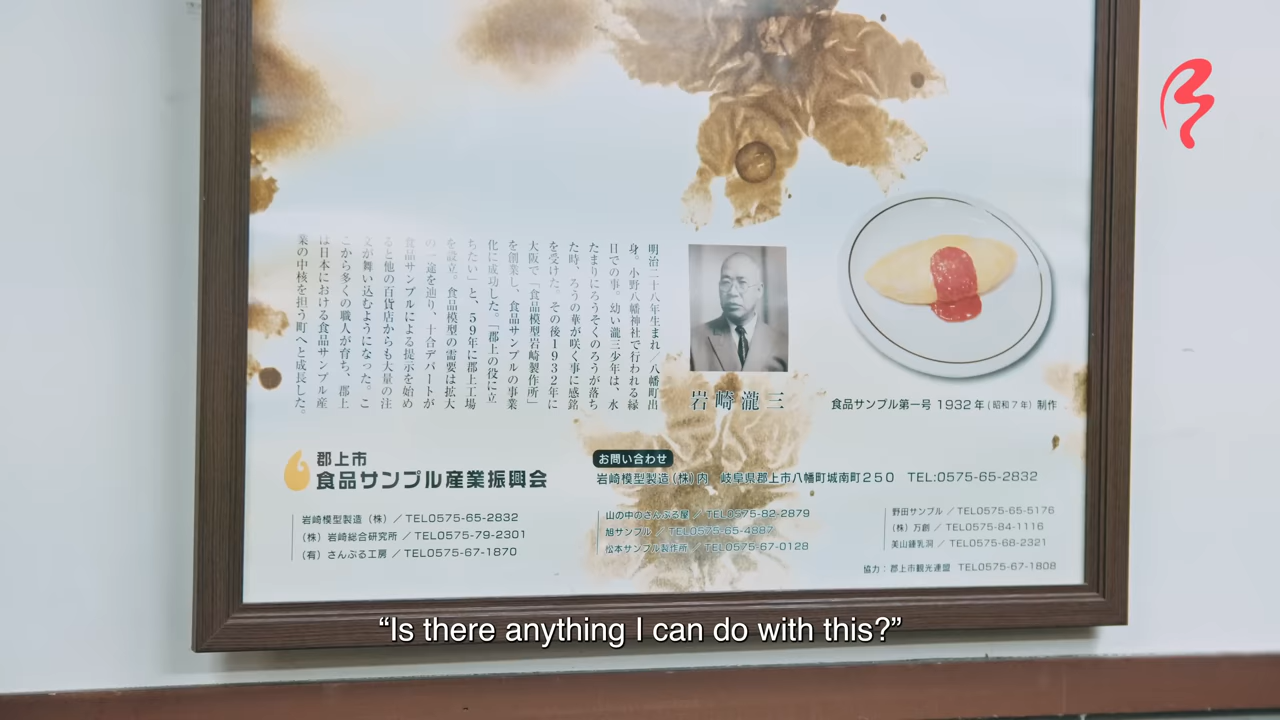 明治二十八年生まれ／八幡町出
身。小野八幡神社で行われる縁
日での事。幼い瀧三少年は、水
たまりにろうそくのろうが落ち
た時、ろうの華が咲く事に感銘
を受けた。その後1932年に
大阪で「食品模型岩崎製作所」
を創業し、食品サンプルの事業
化に成功した。「郡上の役に立
ちたい」と、59年に郡上工場
を設立。食品模型の需要は拡大
の一途を辿り、十合デパートが
食品サンプルによる提示を始め
ると他の百貨店からも大量の注
文が舞い込むようになった。こ
こから多くの職人が育ち、郡上
は日本における食品サンプル産
業の中核を担う町へと成長した。
岩崎瀧三
食品サンプル第一号 1932年(昭和7年)制作
郡上市
食品サンプル産業振興会
お問い合わせ
岩崎模型製造(株)内 岐阜県郡上市八幡町城南町250 TEL:0575-65-2832
岩崎模型製造(株)／TEL0575-65-2832
(株)岩崎総合研究所／TEL0575-79-2301
(有)さんぷる工房／TEL0575-67-1870
山の中のさんぷる屋／TEL0575-82-2879
旭サンプル／TEL0575-65-4887
松本サンプル製作所／TEL0575-67-0128
野田サンプル／TEL0575-65-5176
(株)万創／TEL0575-84-1116
美山鍾乳洞／TEL0575-68-2321
協力：郡上市観光連盟 TEL0575-67-1808
“Is there anything I can do with this?”